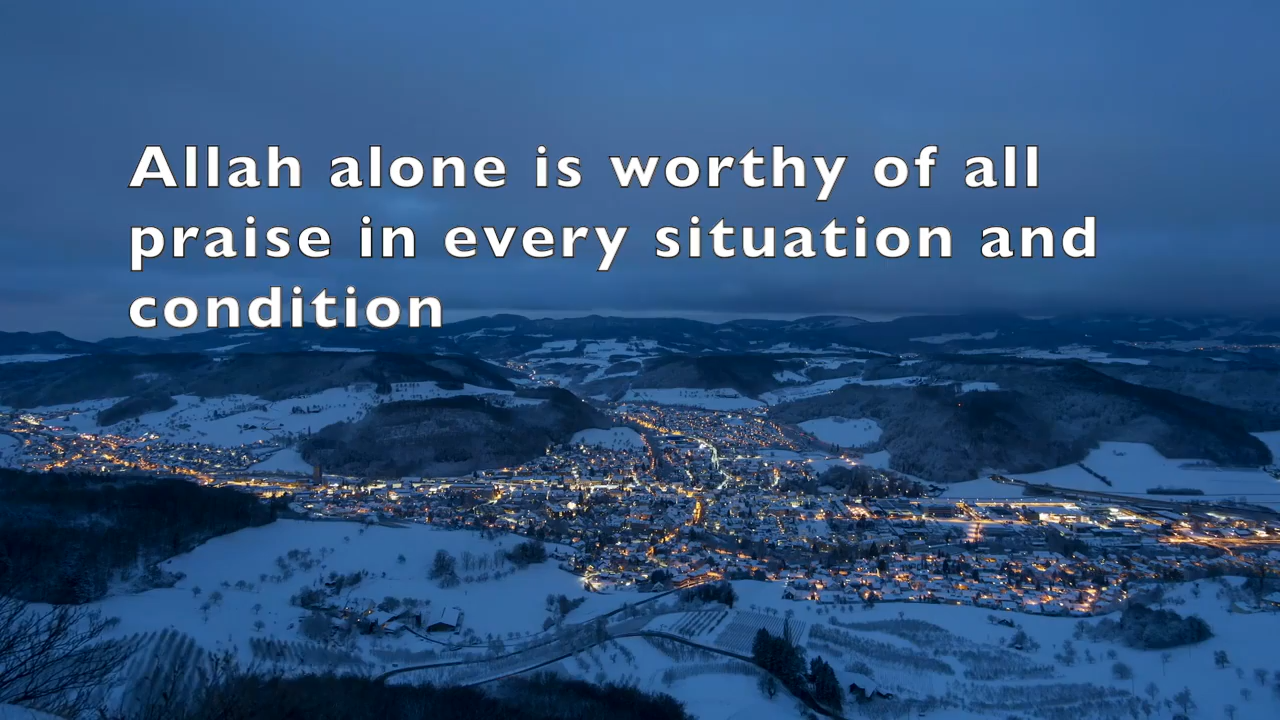 Allah alone is worthy of all
praise in every situation and
condition